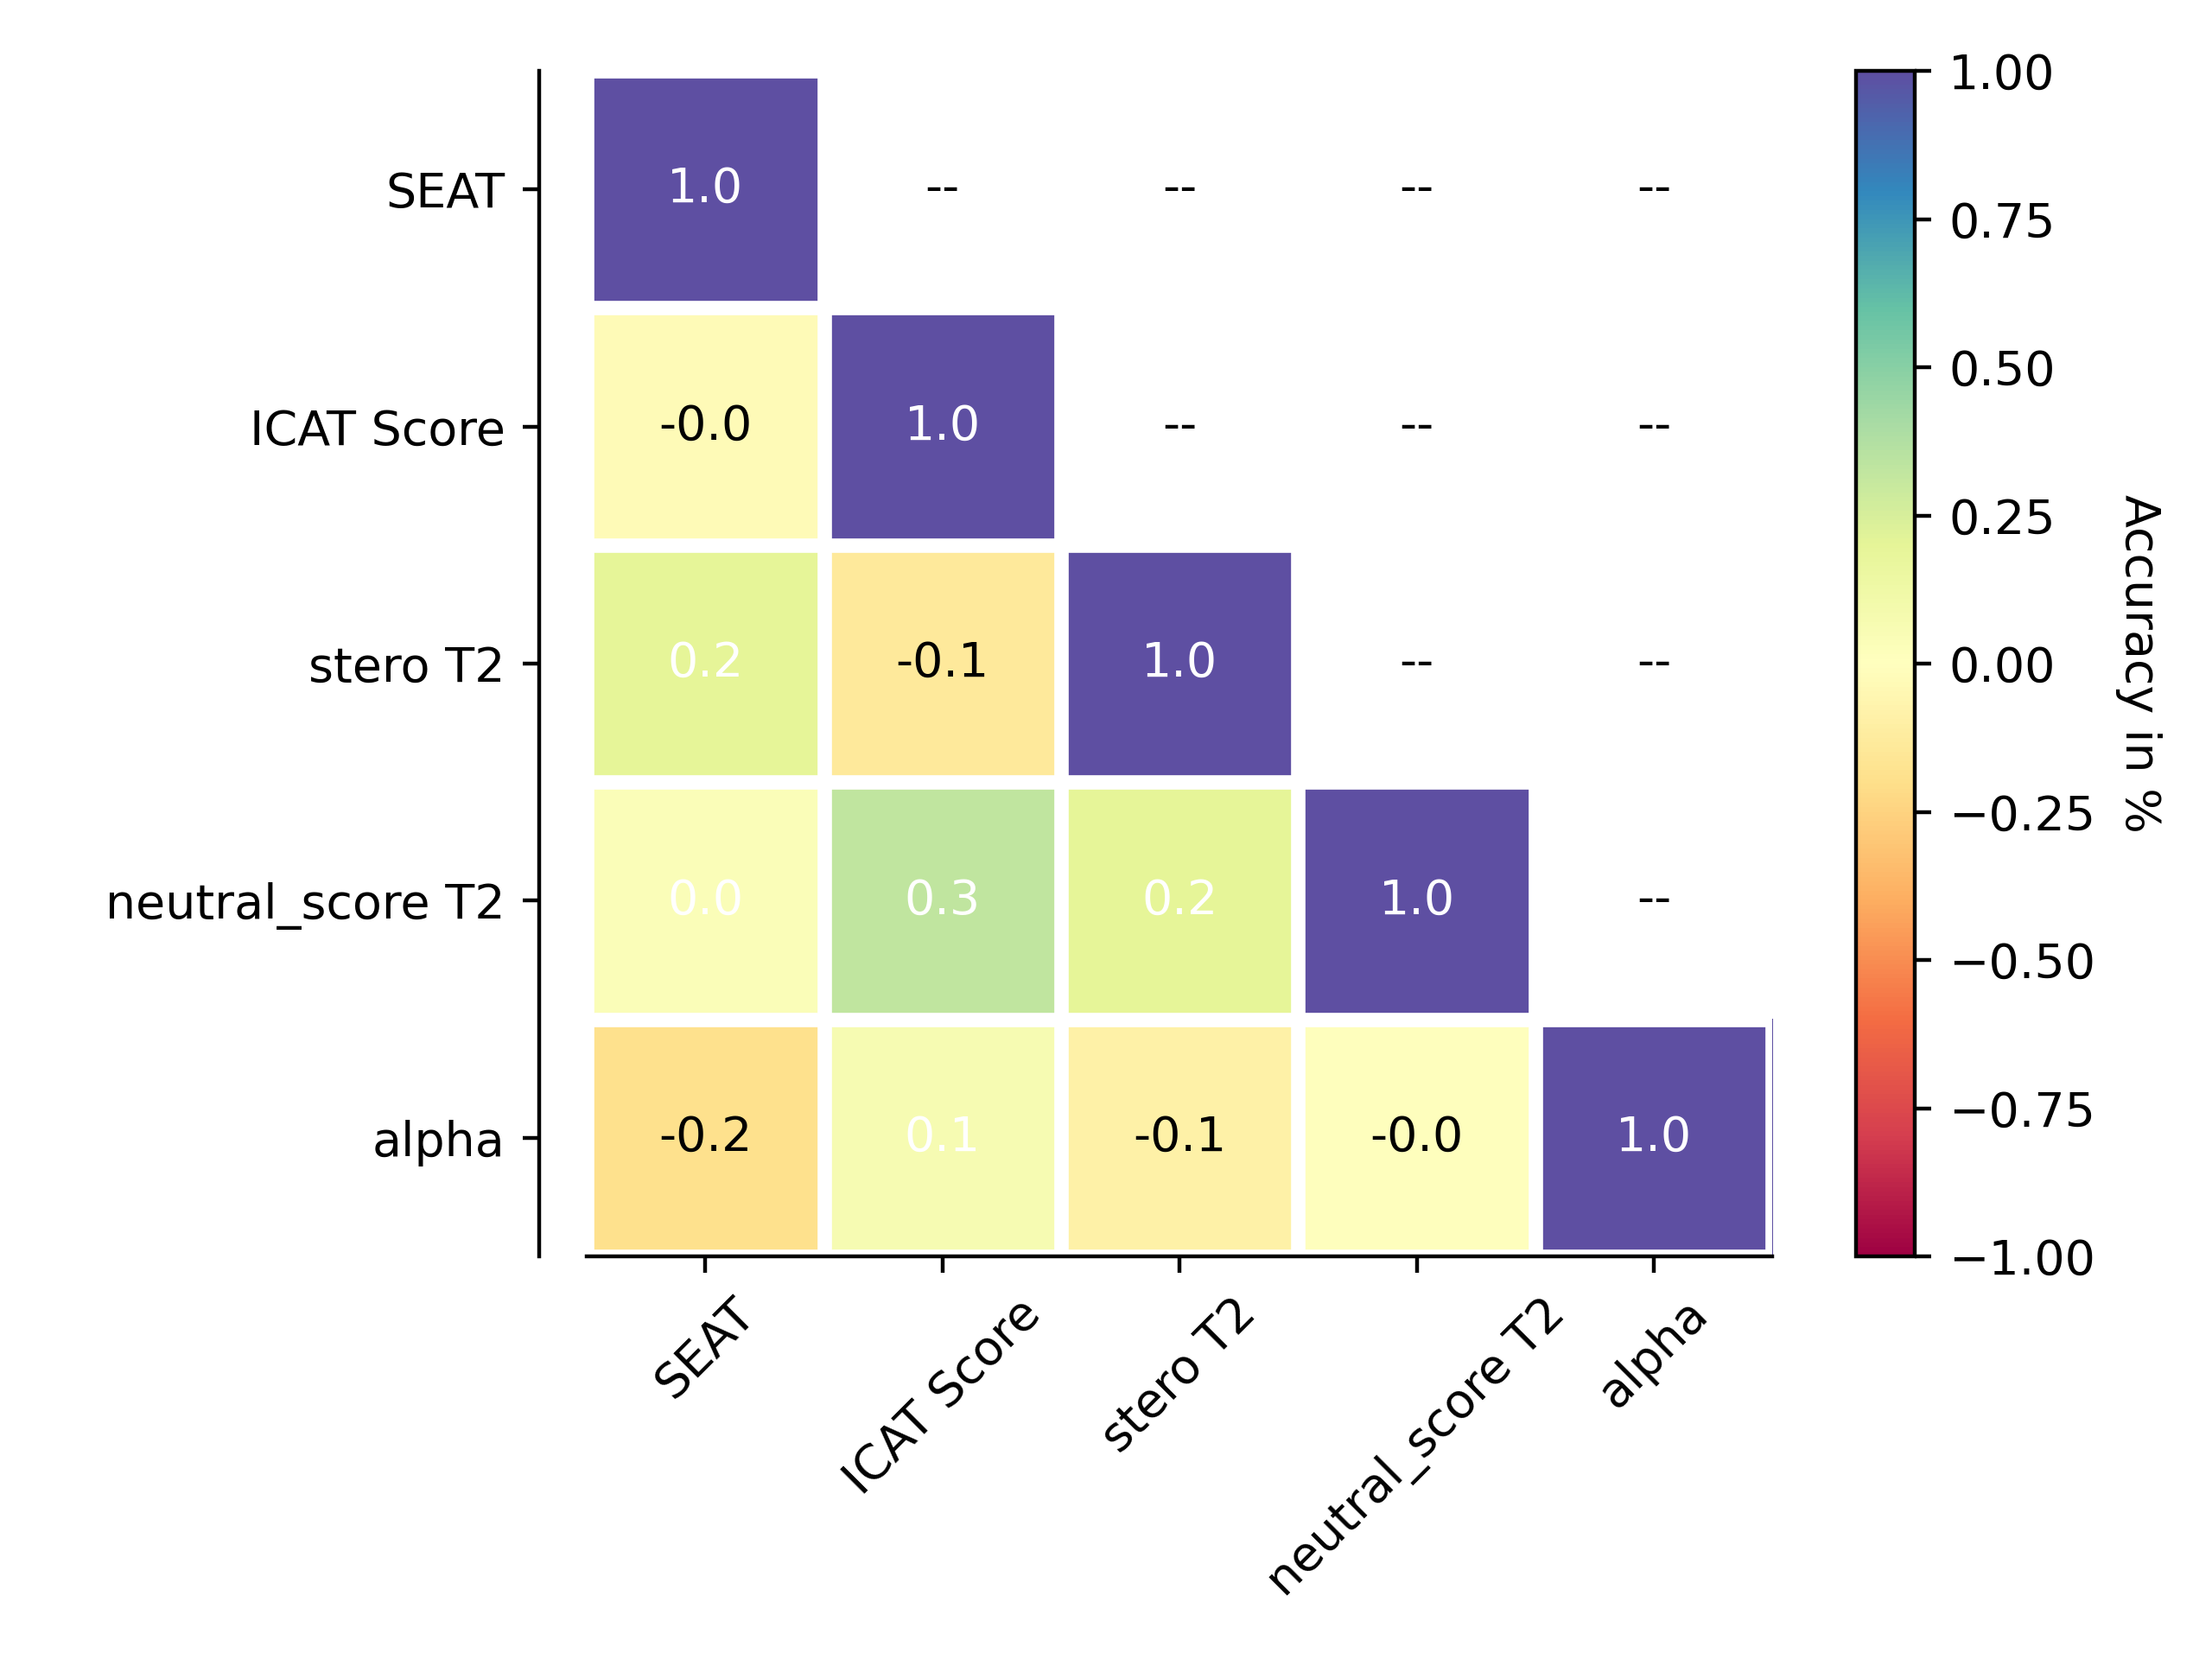 SEAT 1.0 -- -- -- --
ICAT Score -0.0 1.0 -- -- --
stero T2 0.2 -0.1 1.0 -- --
neutral_score T2 0.0 0.3 0.2 1.0 --
alpha -0.2 0.1 -0.1 -0.0 1.0
SEAT ICAT Score stero T2 neutral_score T2 alpha
1.00
0.75
0.50
0.25
0.00
−0.25
−0.50
−0.75
−1.00
Accuracy in %